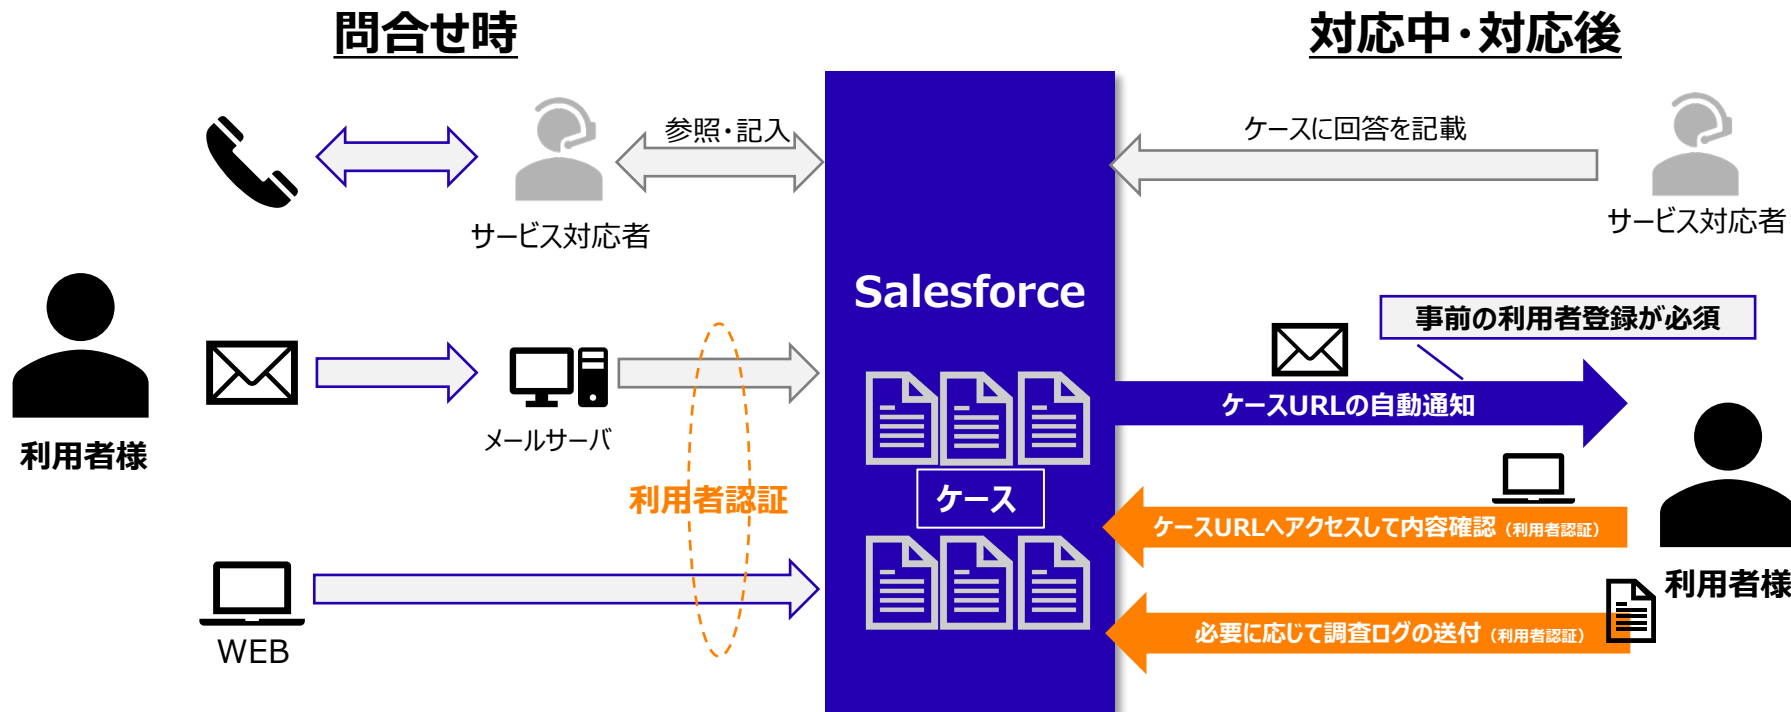 問合せ時
対応中・対応後
参照・記入
ケースに回答を記載
サービス対応者
サービス対応者
Salesforce
事前の利用者登録が必須
ケースURLの自動通知
利用者様
メールサーバ
利用者認証
ケース
ケースURLへアクセスして内容確認（利用者認証）
利用者様
必要に応じて調査ログの送付（利用者認証）
WEB